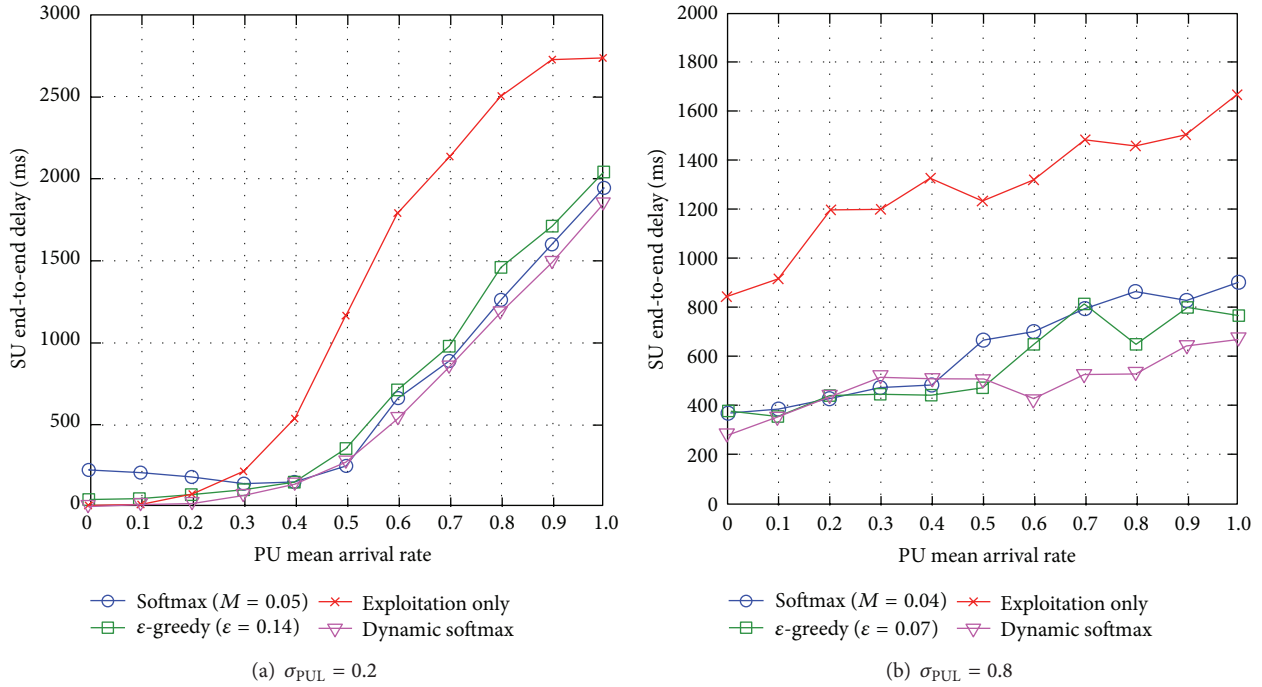 3000
2500
2000
1500
1000
500
0
SU end-to-end delay (ms)
0 0.1 0.2 0.3 0.4 0.5 0.6 0.7 0.8 0.9 1.0
PU mean arrival rate
Softmax (M = 0.05)
Exploitation only
ε-greedy (ε = 0.14)
Dynamic softmax
(a) σPUL = 0.2
2000
1800
1600
1400
1200
1000
800
600
400
200
0
SU end-to-end delay (ms)
0 0.1 0.2 0.3 0.4 0.5 0.6 0.7 0.8 0.9 1.0
PU mean arrival rate
Softmax (M = 0.04)
Exploitation only
ε-greedy (ε = 0.07)
Dynamic softmax
(b) σPUL = 0.8